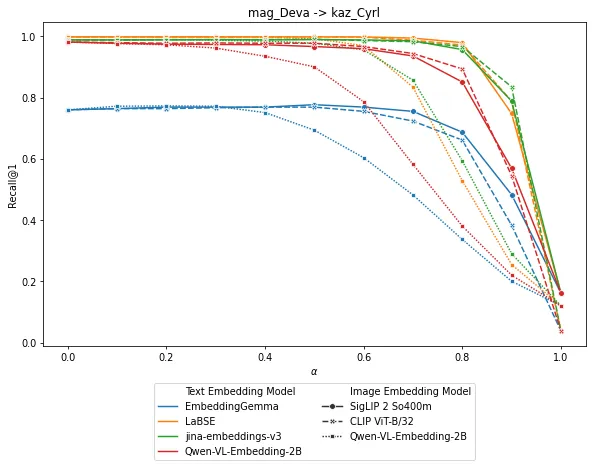 mag_Deva -> kaz_Cyrl
Recall@1
1.0
0.8
0.6
0.4
0.2
0.0
0.0 0.2 0.4 0.6 0.8 1.0
α
Text Embedding Model
EmbeddingGemma
LaBSE
jina-embeddings-v3
Qwen-VL-Embedding-2B
Image Embedding Model
SigLIP 2 So400m
CLIP ViT-B/32
Qwen-VL-Embedding-2B